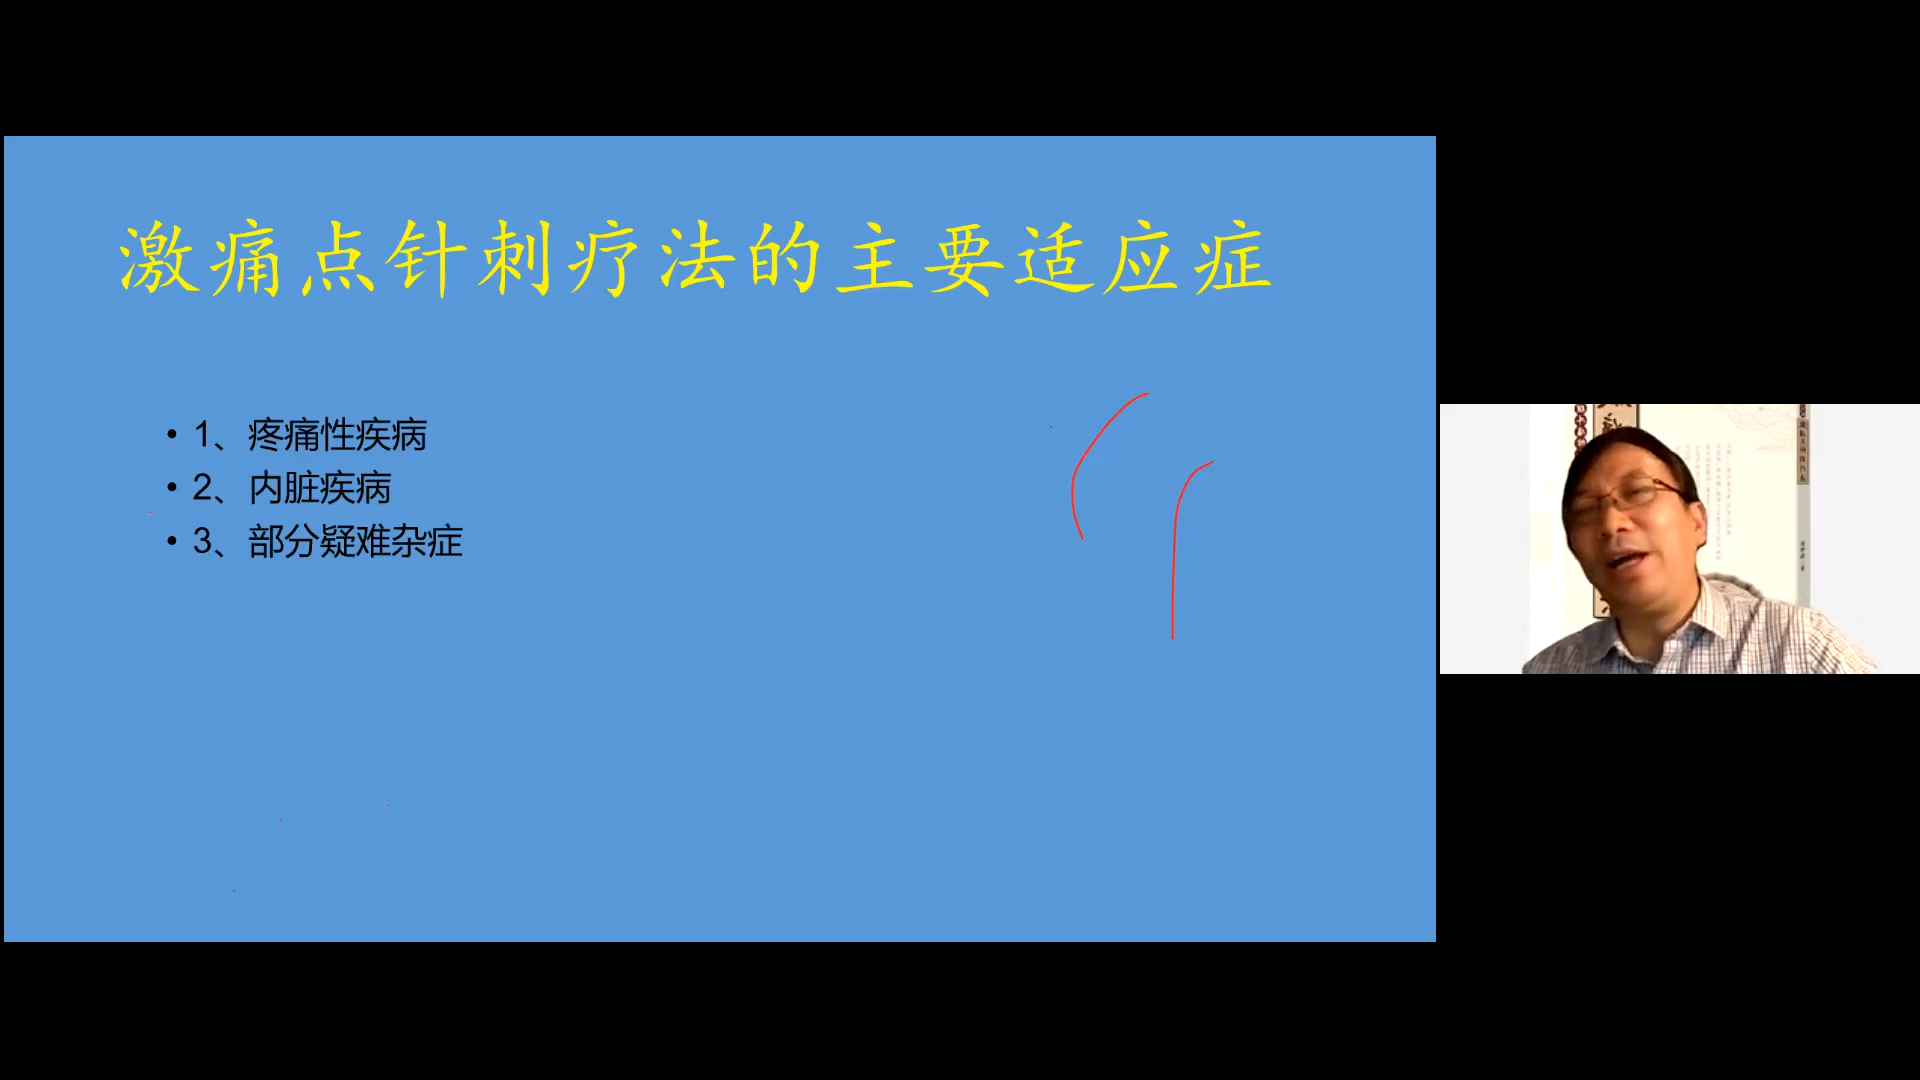 激痛点针刺疗法的主要适应症
• 1、疼痛性疾病
• 2、内脏疾病
• 3、部分疑难杂症